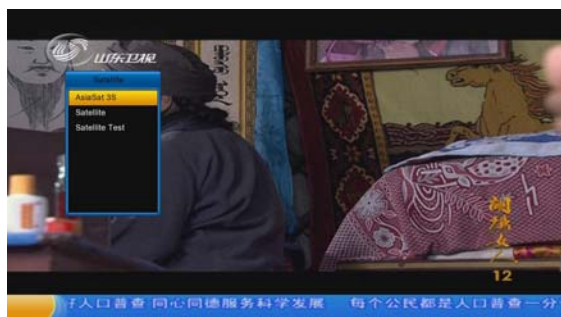 山东卫视
Satellite
AsiaSat 3S
Satellite
Satellite Test
12
人口普查 同心同德服务科学发展 每个公民都是人口普查一分